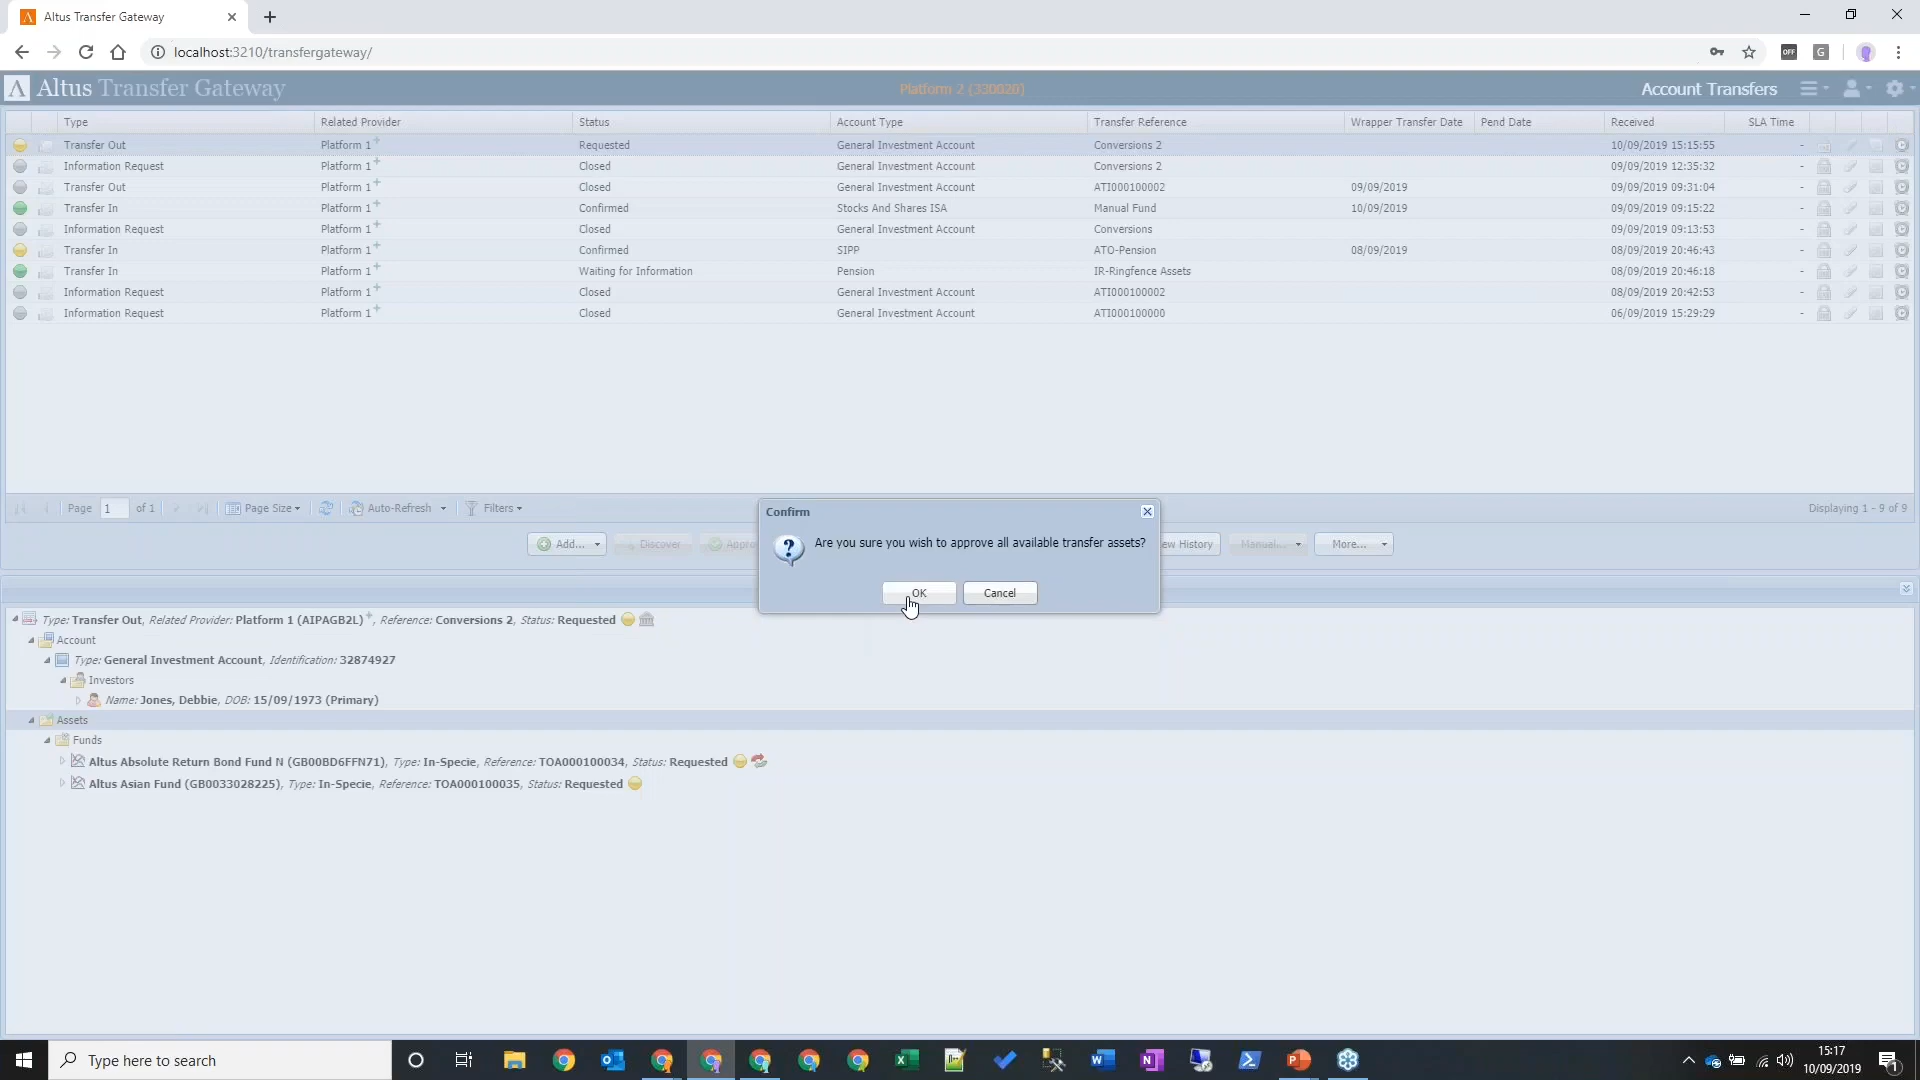 Altus Transfer Gateway
localhost:3210/transfergateway/
OFF
G
Altus Transfer Gateway
Platform 2 (330020)
Account Transfers
Type Related Provider Status Account Type Transfer Reference Wrapper Transfer Date Pend Date Received SLA Time
Transfer Out Platform 1 Requested General Investment Account Conversions 2 10/09/2019 15:15:55 -
Information Request Platform 1 Closed General Investment Account Conversions 2 09/09/2019 12:35:32 -
Transfer Out Platform 1 Closed General Investment Account ATI000100002 09/09/2019 09/09/2019 09:31:04 -
Transfer In Platform 1 Confirmed Stocks And Shares ISA Manual Fund 10/09/2019 09/09/2019 09:15:22 -
Information Request Platform 1 Closed General Investment Account Conversions 09/09/2019 09:13:53 -
Transfer In Platform 1 Confirmed SIPP ATO-Pension 08/09/2019 08/09/2019 20:46:43 -
Transfer In Platform 1 Waiting for Information Pension IR-Ringfence Assets 08/09/2019 20:46:18 -
Information Request Platform 1 Closed General Investment Account ATI000100002 08/09/2019 20:42:53 -
Information Request Platform 1 Closed General Investment Account ATI000100000 06/09/2019 15:29:29 -
Page 1 of 1 Page Size Auto-Refresh Filters Displaying 1 - 9 of 9
Confirm
Are you sure you wish to approve all available transfer assets?
OK Cancel
Add... Discover Appro ew History Manual... More...
Type: Transfer Out, Related Provider: Platform 1 (AIPAGB2L)+, Reference: Conversions 2, Status: Requested
Account
Type: General Investment Account, Identification: 32874927
Investors
Name: Jones, Debbie, DOB: 15/09/1973 (Primary)
Assets
Funds
Altus Absolute Return Bond Fund N (GB00BD6FFN71), Type: In-Specie, Reference: TOA000100034, Status: Requested
Altus Asian Fund (GB0033028225), Type: In-Specie, Reference: TOA000100035, Status: Requested
Type here to search
15:17
10/09/2019
1